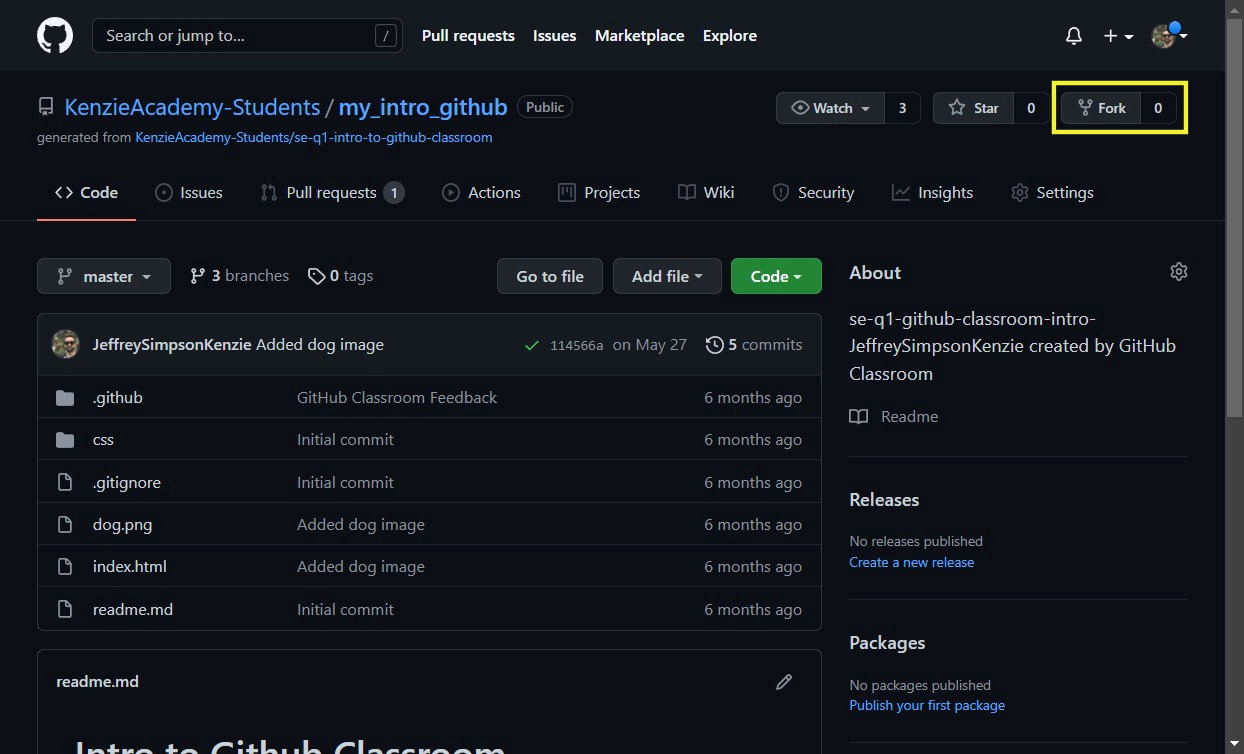 Search or jump to... / Pull requests Issues Marketplace Explore
KenzieAcademy-Students / my_intro_github Public Watch 3 Star 0 Fork 0
generated from KenzieAcademy-Students/se-q1-intro-to-github-classroom
Code Issues Pull requests 1 Actions Projects Wiki Security Insights Settings
master 3 branches 0 tags Go to file Add file Code
JeffreySimpsonKenzie Added dog image 114566a on May 27 5 commits
.github GitHub Classroom Feedback 6 months ago
css Initial commit 6 months ago
.gitignore Initial commit 6 months ago
dog.png Added dog image 6 months ago
index.html Added dog image 6 months ago
readme.md Initial commit 6 months ago
readme.md
Intro to Github Classroom
About
se-q1-github-classroom-intro-
JeffreySimpsonKenzie created by GitHub
Classroom
Readme
Releases
No releases published
Create a new release
Packages
No packages published
Publish your first package